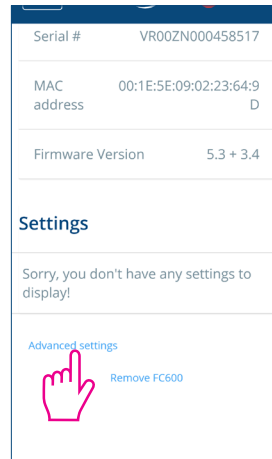 Serial # VR00ZN000458517
MAC 00:1E:5E:09:02:23:64:9
address D
Firmware Version 5.3 + 3.4
Settings
Sorry, you don't have any settings to
display!
Advanced settings
Remove FC600